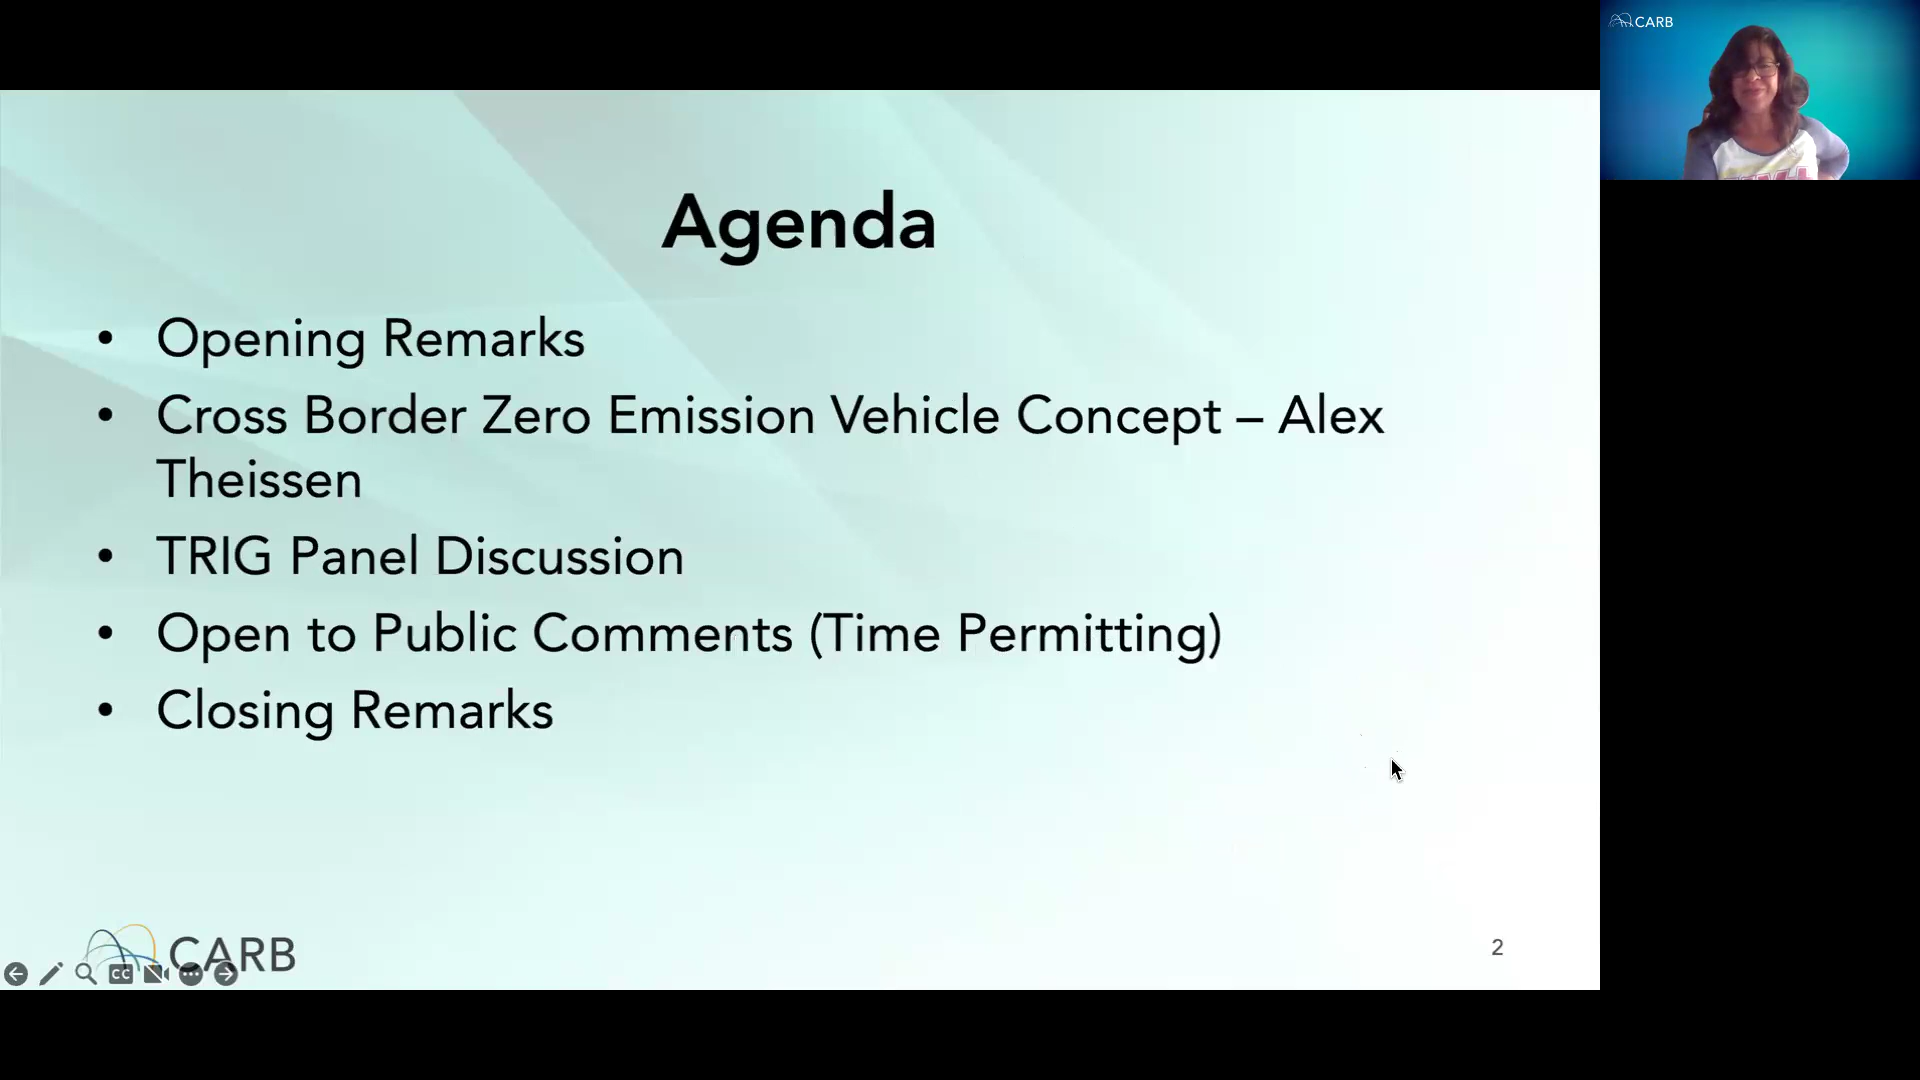 CARB
Agenda
• Opening Remarks
• Cross Border Zero Emission Vehicle Concept – Alex
Theissen
• TRIG Panel Discussion
• Open to Public Comments (Time Permitting)
• Closing Remarks
CARB
2
CC